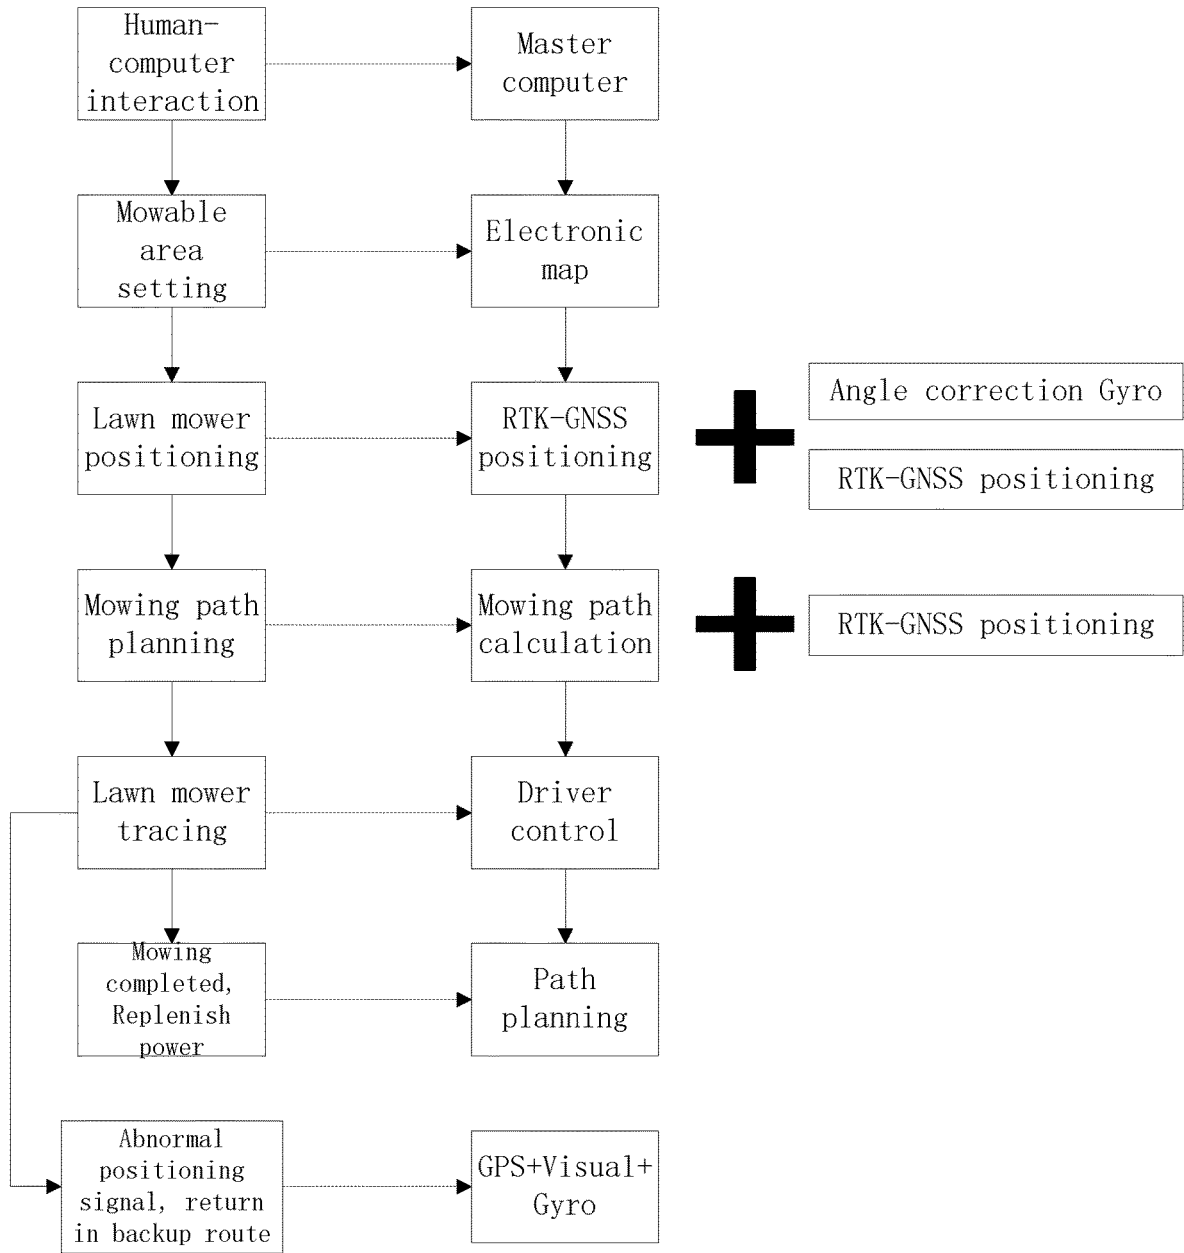 Human-
computer
interaction
Master
computer
Mowable
area
setting
Electronic
map
Lawn mower
positioning
RTK-GNSS
positioning
Angle correction Gyro
RTK-GNSS positioning
Mowing path
planning
Mowing path
calculation
RTK-GNSS positioning
Lawn mower
tracing
Driver
control
Mowing
completed,
Replenish
power
Path
planning
Abnormal
positioning
signal, return
in backup route
GPS+Visual+
Gyro